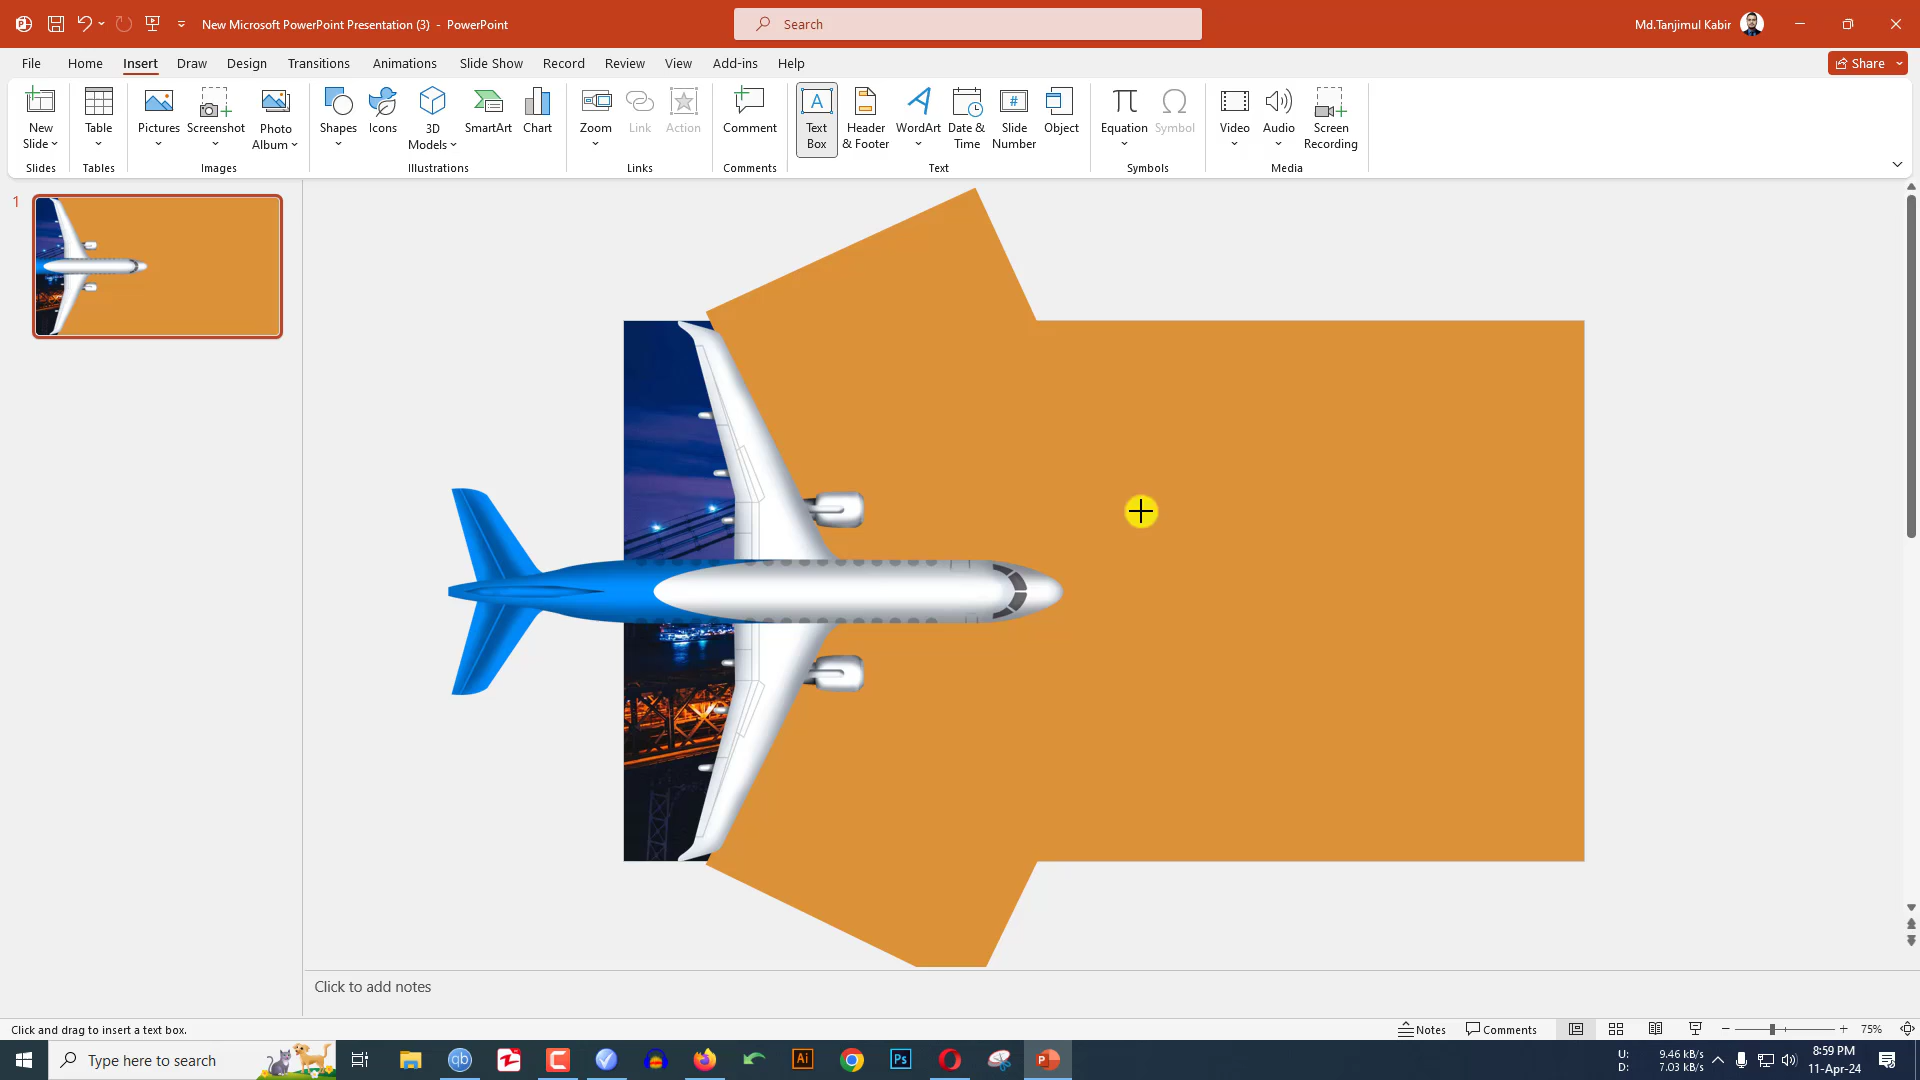 New Microsoft PowerPoint Presentation (3) - PowerPoint
Search
Md.Tanjimul Kabir
File Home Insert Draw Design Transitions Animations Slide Show Record Review View Add-ins Help
Share
New Slide
Table
Pictures
Screenshot
Photo Album
Shapes
Icons
3D Models
SmartArt
Chart
Zoom
Link
Action
Comment
Text Box
Header & Footer
WordArt
Date & Time
Slide Number
Object
Equation
Symbol
Video
Audio
Screen Recording
Slides Tables Images Illustrations Links Comments Text Symbols Media
1
Click to add notes
Click and drag to insert a text box.
Notes
Comments
75%
Type here to search
U: 9.46 kB/s
D: 7.03 kB/s
8:59 PM
11-Apr-24